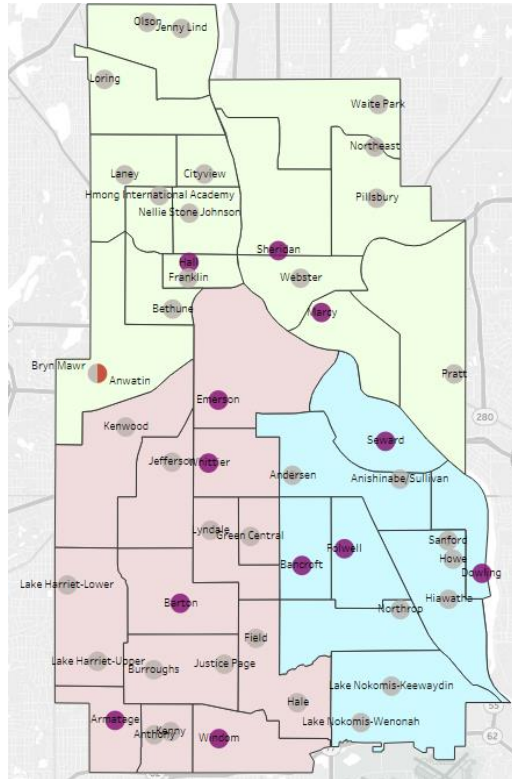 Olson
Jenny Lind
Loring
Waite Park
Northeast
Laney
Cityview
Hmong International Academy
Pillsbury
Nellie Stone Johnson
Sheridan
Hall
Franklin
Webster
Bethune
Marcy
Bryn Mawr
Anwatin
Pratt
Emerson
280
Kenwood
Seward
Jefferson
Whittier
Andersen
Anishinabe/Sullivan
Lyndale
Green Central
Sanford
Folwell
Howe
Bancroft
Dowling
Lake Harriet-Lower
Hiawatha
Barton
Northrop
Field
Lake Harriet-Upper
Burroughs
Justice Page
Lake Nokomis-Keewaydin
Hale
55
Armatage
Lake Nokomis-Wenonah
Anthony
Kenny
Windom
62
62